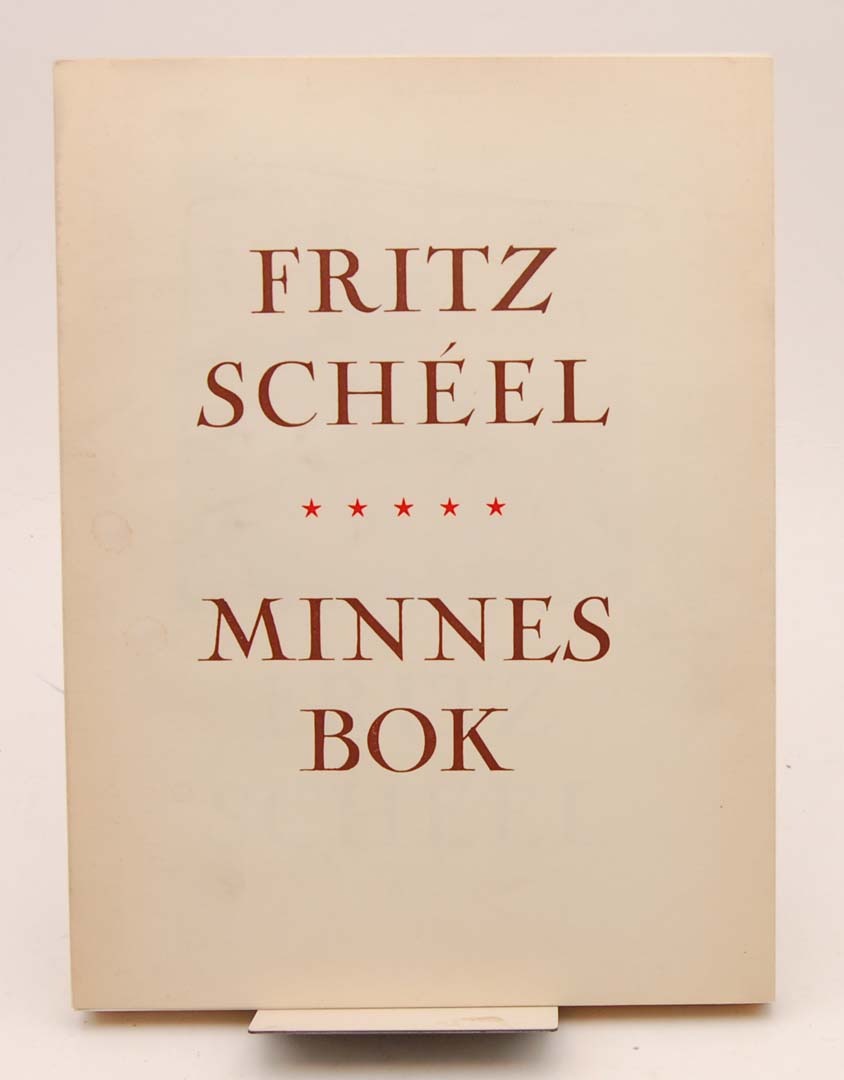 FRITZ
SCHÉEL
★ ★ ★ ★ ★
MINNES
BOK